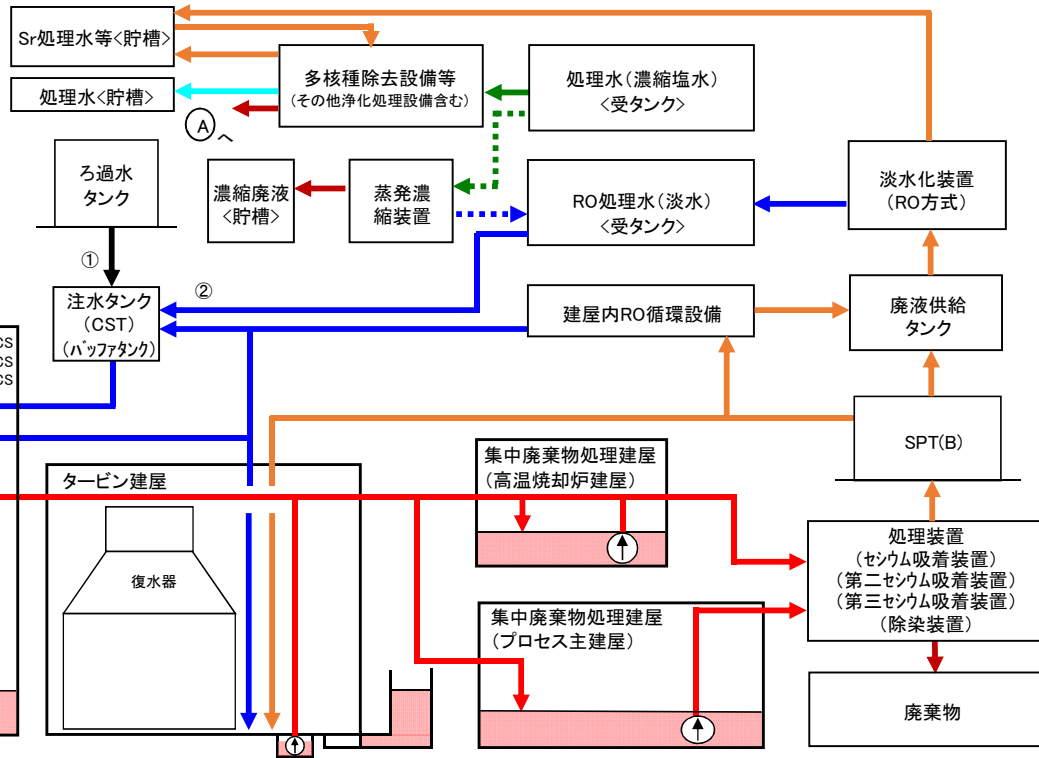 Sr処理水等<貯槽>
処理水<貯槽>
多核種除去設備等
(その他浄化処理設備含む)
処理水(濃縮塩水)
<受タンク>
A
へ
ろ過水
タンク
濃縮廃液
<貯槽>
蒸発濃
縮装置
RO処理水(淡水)
<受タンク>
淡水化装置
(RO方式)
①
②
注水タンク
(CST)
(バッファタンク)
建屋内RO循環設備
廃液供給
タンク
CS
CS
CS
SPT(B)
タービン建屋
復水器
集中廃棄物処理建屋
(高温焼却炉建屋)
集中廃棄物処理建屋
(プロセス主建屋)
処理装置
(セシウム吸着装置)
(第二セシウム吸着装置)
(第三セシウム吸着装置)
(除染装置)
廃棄物